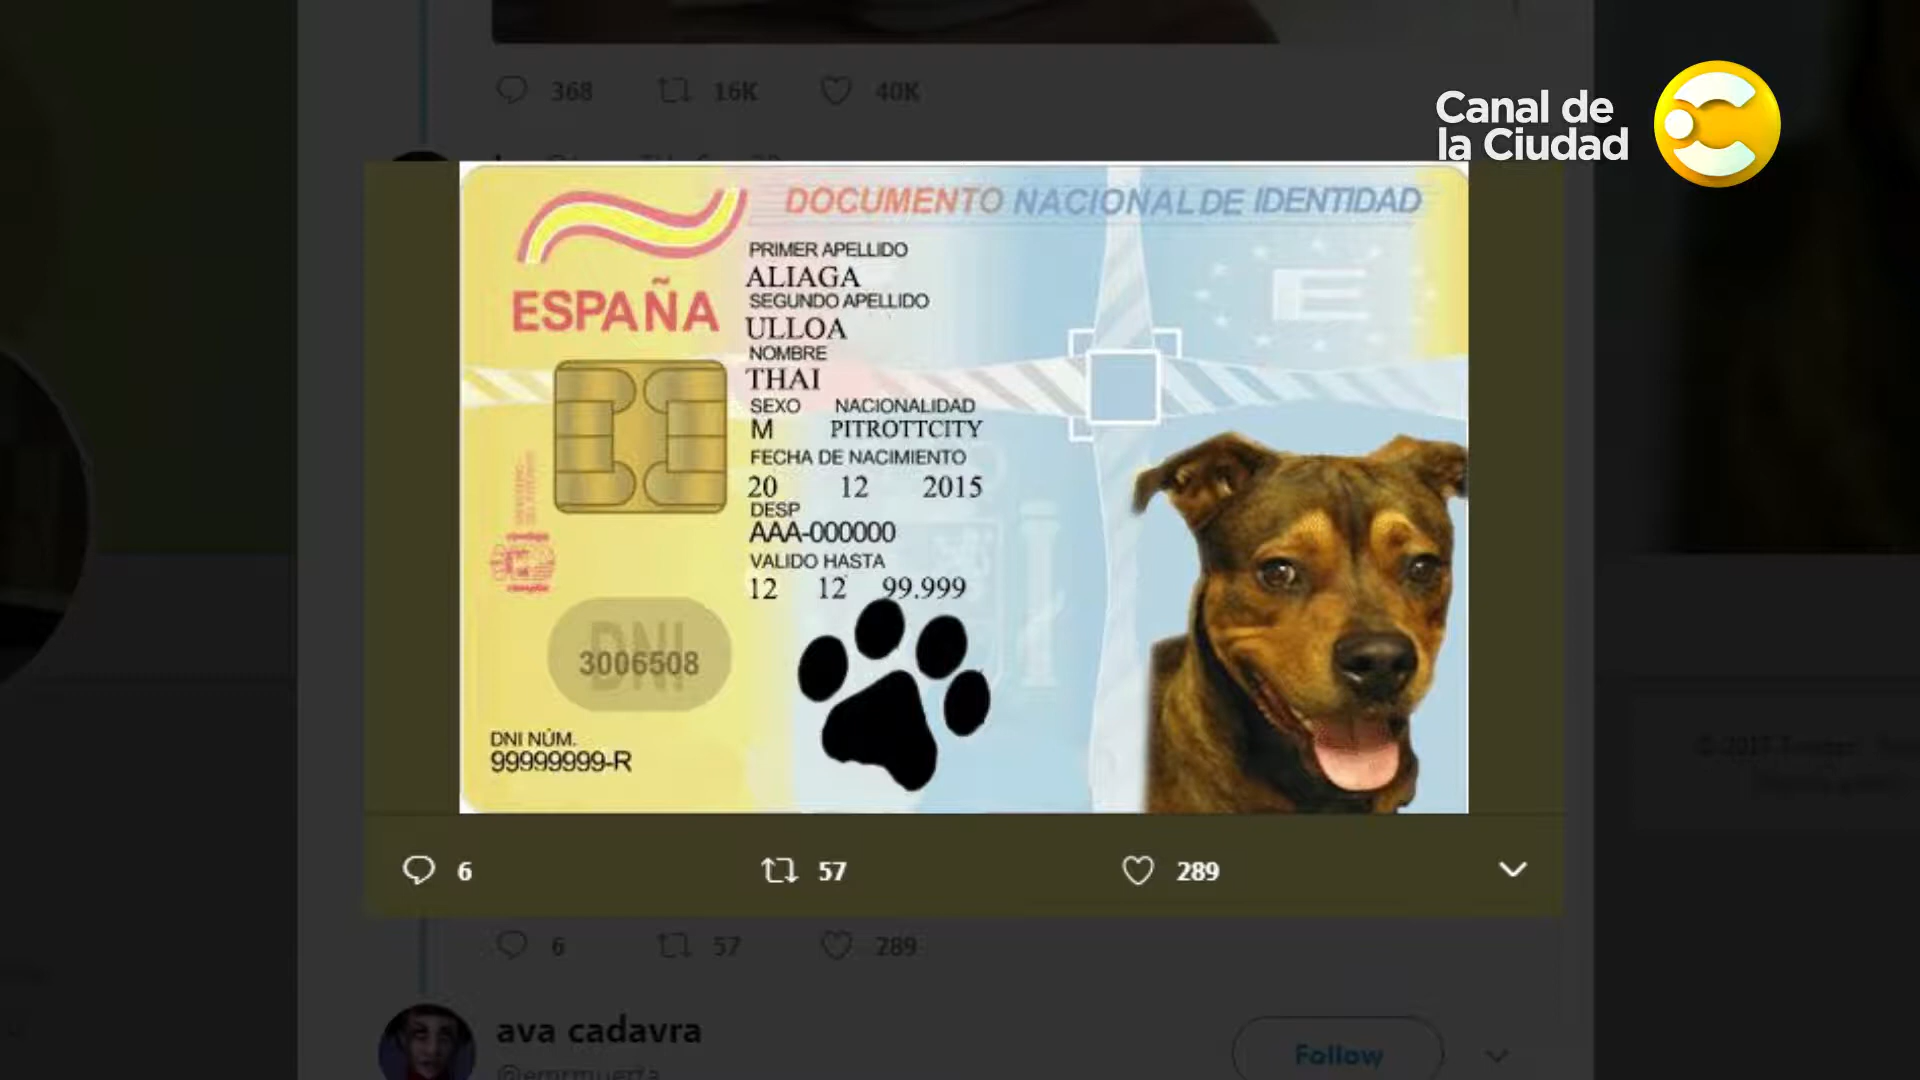 368 16K 40K
Canal de
la Ciudad
DOCUMENTO NACIONAL DE IDENTIDAD
ESPAÑA
PRIMER APELLIDO
ALIAGA
SEGUNDO APELLIDO
ULLOA
NOMBRE
THAI
SEXO NACIONALIDAD
M PITROTTCITY
FECHA DE NACIMIENTO
20 12 2015
DESP
AAA-000000
VALIDO HASTA
12 12 99.999
DNI
3006508
DNI NÚM.
99999999-R
6 57 289
6 57 289
ava cadavra
Follow